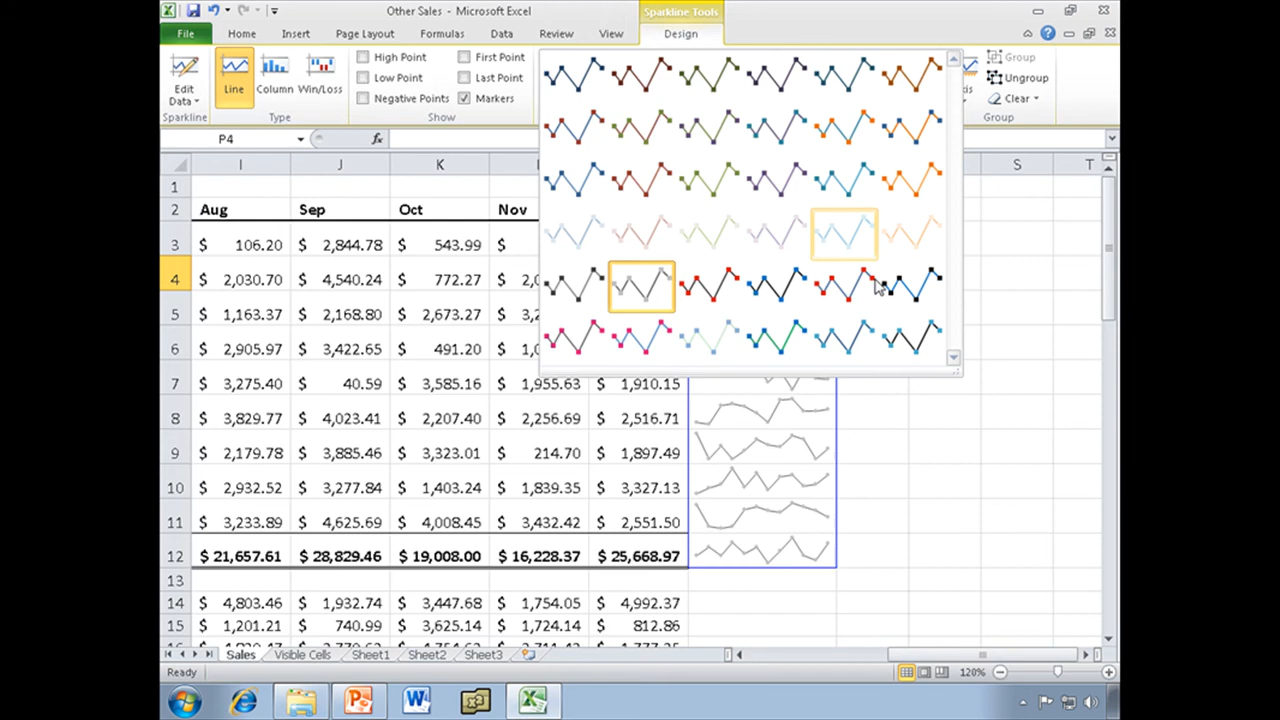 Other Sales - Microsoft Excel
Sparkline Tools
File Home Insert Page Layout Formulas Data Review View Design
Edit Data
Line
Column
Win/Loss
High Point
First Point
Low Point
Last Point
Negative Points
Markers
Group
Ungroup
Clear
Sparkline Type Show Group
P4 fx
I J K S T
1
2 Aug Sep Oct Nov
3 $ 106.20 $ 2,844.78 $ 543.99 $
4 $ 2,030.70 $ 4,540.24 $ 772.27 $
5 $ 1,163.37 $ 2,168.80 $ 2,673.27 $
6 $ 2,905.97 $ 3,422.65 $ 491.20 $
7 $ 3,275.40 $ 40.59 $ 3,585.16 $ 1,955.63 $ 1,910.15
8 $ 3,829.77 $ 4,023.41 $ 2,207.40 $ 2,256.69 $ 2,516.71
9 $ 2,179.78 $ 3,885.46 $ 3,323.01 $ 214.70 $ 1,897.49
10 $ 2,932.52 $ 3,277.84 $ 1,403.24 $ 1,839.35 $ 3,327.13
11 $ 3,233.89 $ 4,625.69 $ 4,008.45 $ 3,432.42 $ 2,551.50
12 $ 21,657.61 $ 28,829.46 $ 19,008.00 $ 16,228.37 $ 25,668.97
13
14 $ 4,803.46 $ 1,932.74 $ 3,447.68 $ 1,754.05 $ 4,992.37
15 $ 1,201.21 $ 740.99 $ 3,625.14 $ 1,724.14 $ 812.86
Sales Visible Cells Sheet1 Sheet2 Sheet3
Ready 120%